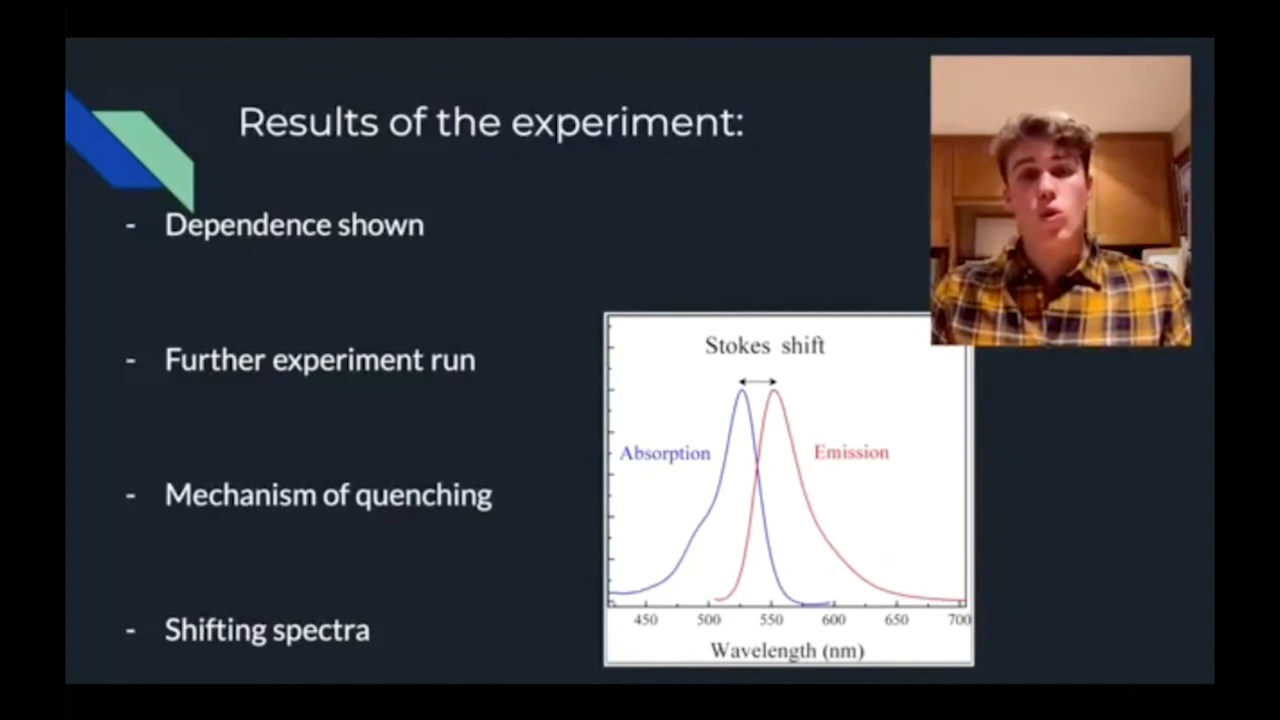 Results of the experiment:
- Dependence shown
- Further experiment run
- Mechanism of quenching
- Shifting spectra
Stokes shift
Absorption
Emission
450 500 550 600 650 700
Wavelength (nm)